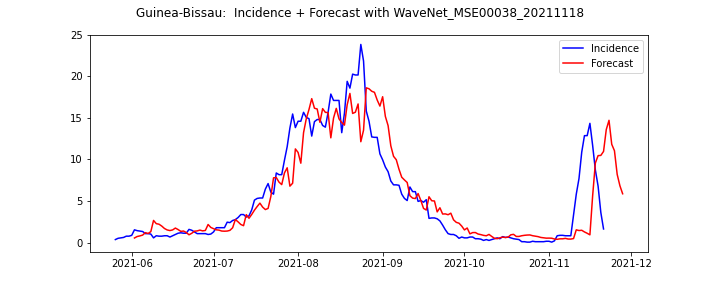 Guinea-Bissau:  Incidence + Forecast with WaveNet_MSE00038_20211118
25
20
15
10
5
0
2021-06 2021-07 2021-08 2021-09 2021-10 2021-11 2021-12
Incidence
Forecast